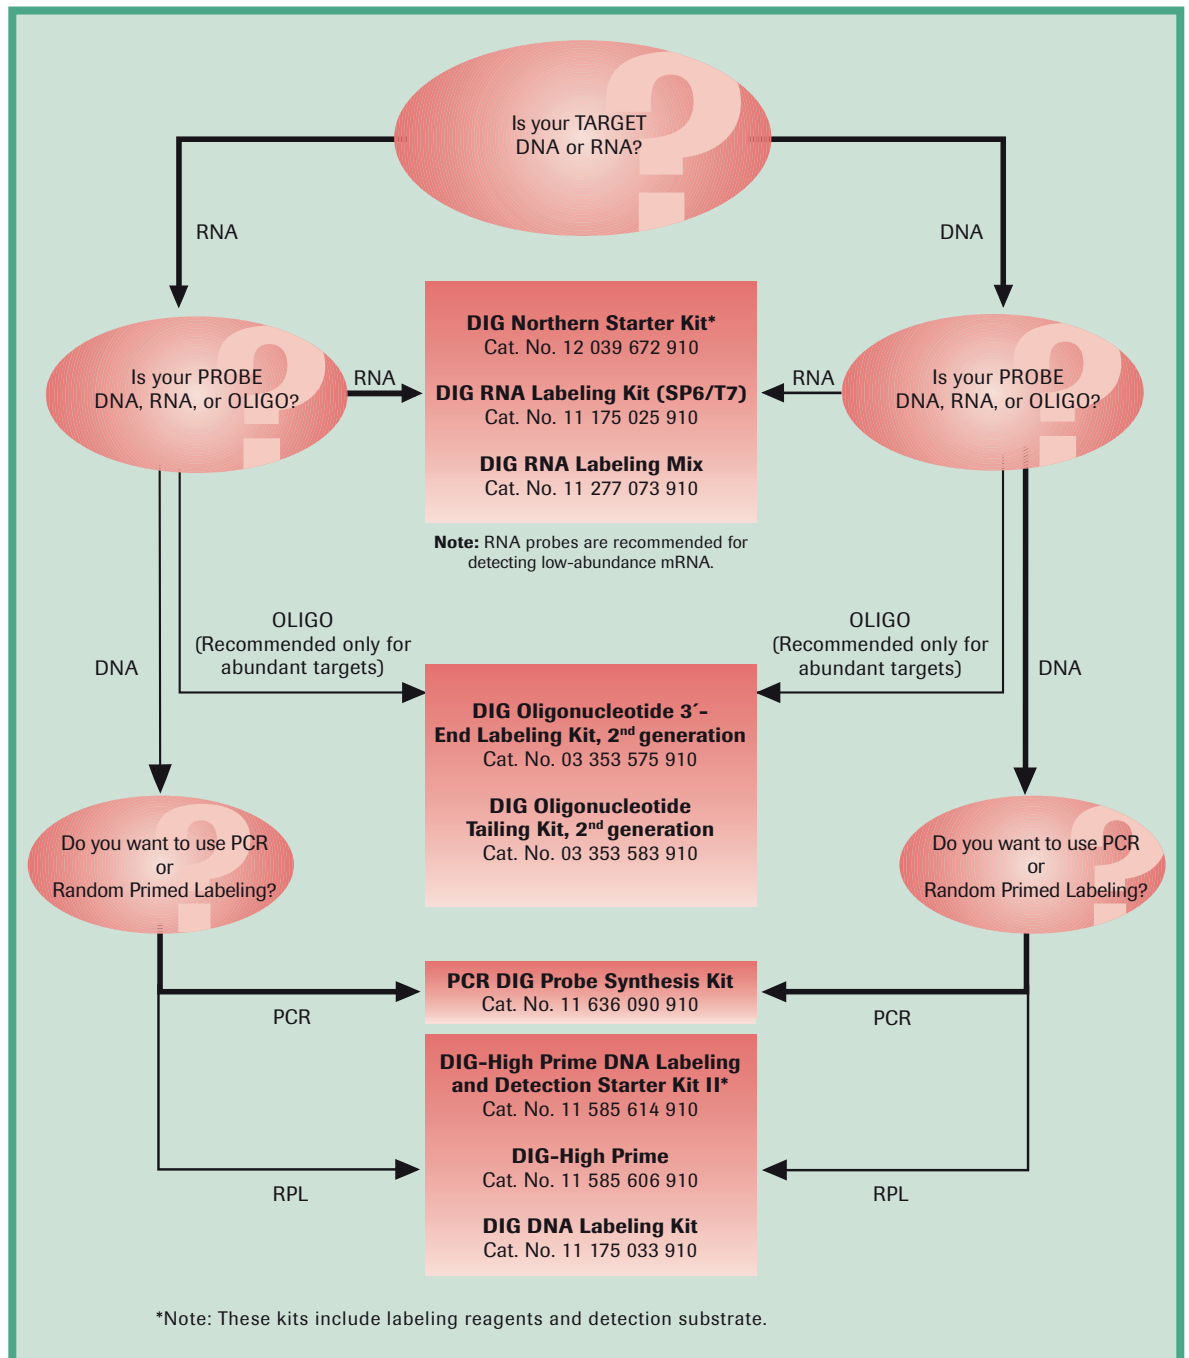 Is your TARGET
DNA or RNA?
RNA
DNA
Is your PROBE
DNA, RNA, or OLIGO?
RNA
DIG Northern Starter Kit*
Cat. No. 12 039 672 910
DIG RNA Labeling Kit (SP6/T7)
Cat. No. 11 175 025 910
DIG RNA Labeling Mix
Cat. No. 11 277 073 910
RNA
Is your PROBE
DNA, RNA, or OLIGO?
Note: RNA probes are recommended for
detecting low-abundance mRNA.
OLIGO
(Recommended only for
abundant targets)
OLIGO
(Recommended only for
abundant targets)
DNA
DNA
DIG Oligonucleotide 3´-
End Labeling Kit, 2nd generation
Cat. No. 03 353 575 910
DIG Oligonucleotide
Tailing Kit, 2nd generation
Cat. No. 03 353 583 910
Do you want to use PCR
or
Random Primed Labeling?
Do you want to use PCR
or
Random Primed Labeling?
PCR DIG Probe Synthesis Kit
Cat. No. 11 636 090 910
PCR
PCR
DIG-High Prime DNA Labeling
and Detection Starter Kit II*
Cat. No. 11 585 614 910
DIG-High Prime
Cat. No. 11 585 606 910
DIG DNA Labeling Kit
Cat. No. 11 175 033 910
RPL
RPL
*Note: These kits include labeling reagents and detection substrate.